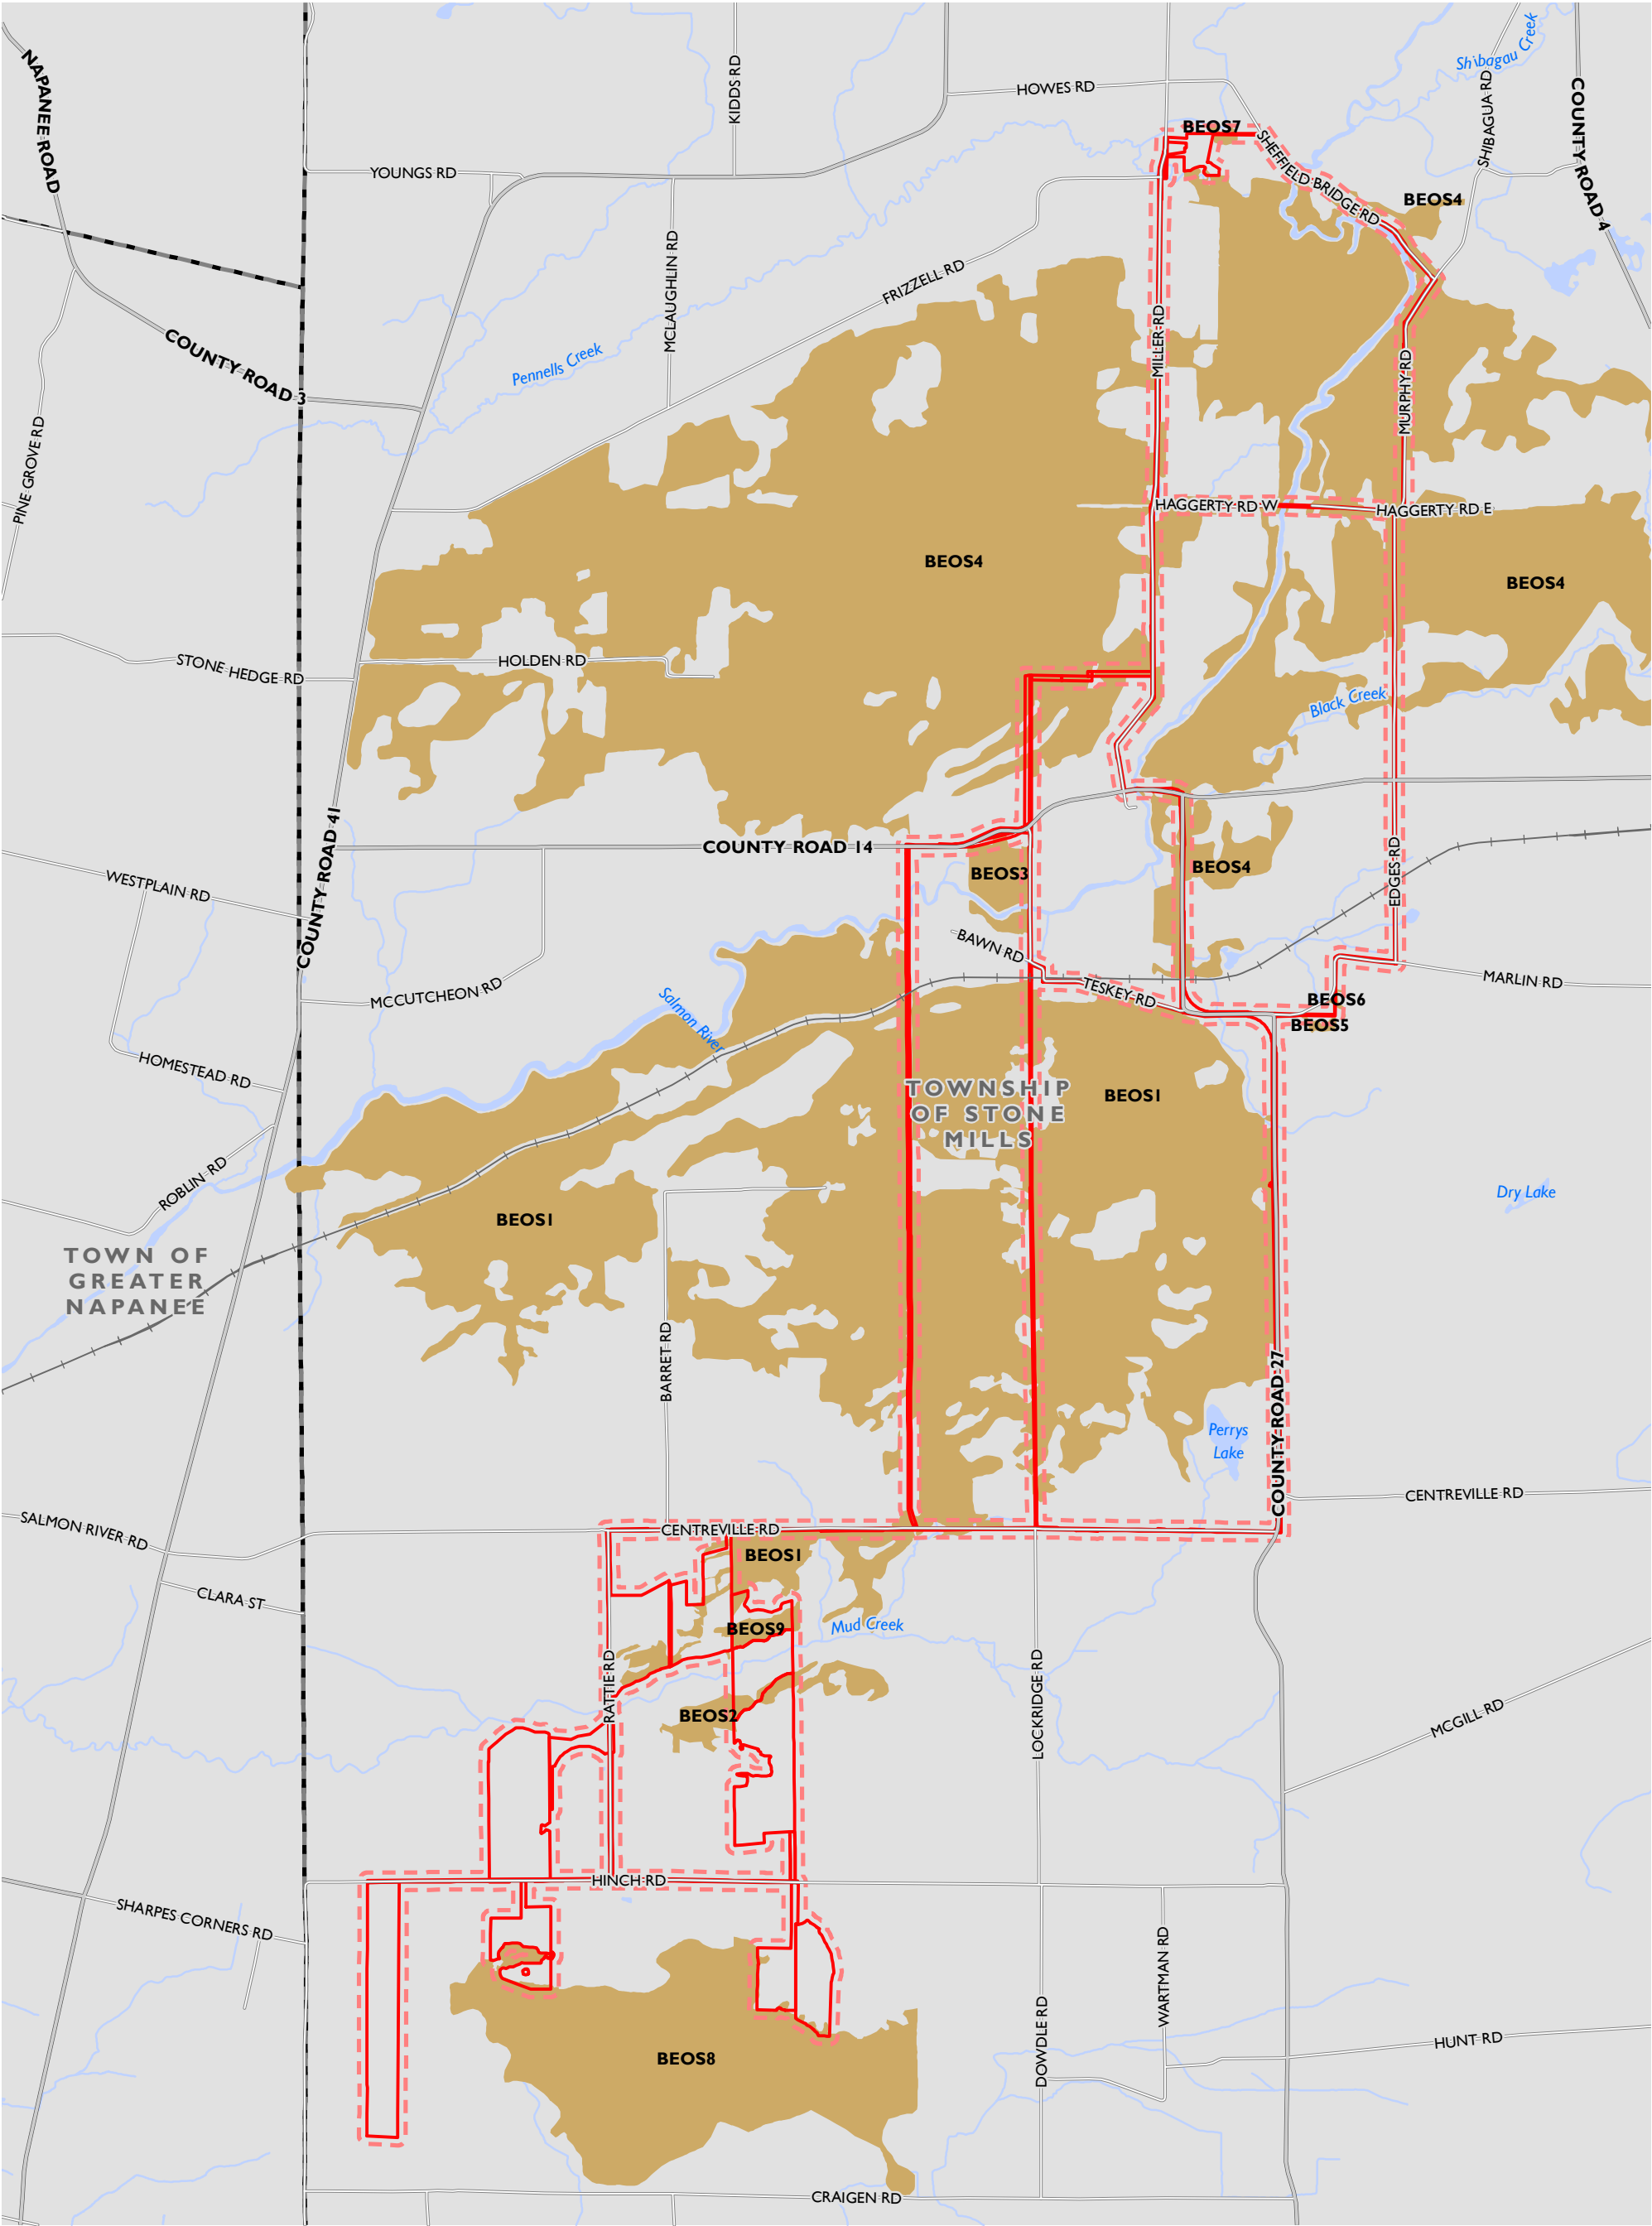 Shibagau Creek
NAPANEE ROAD
KIDDS RD
HOWES RD
SHIBAGUA RD
COUNTY ROAD 4
BEOS7
YOUNGS RD
SHEFFIELD BRIDGE RD
BEOS4
MCLAUGHLIN RD
FRIZZELL RD
MILLER RD
COUNTY ROAD 3
Pennells Creek
MURPHY RD
PINE GROVE RD
HAGGERTY RD W
HAGGERTY RD E
BEOS4
BEOS4
STONE HEDGE RD
HOLDEN RD
Black Creek
COUNTY ROAD 41
COUNTY ROAD 14
BEOS3
BEOS4
EDGES RD
WESTPLAIN RD
BAWN RD
MCCUTCHEON RD
TESKEY RD
MARLIN RD
BEOS6
BEOS5
Salmon River
HOMESTEAD RD
TOWNSHIP
OF STONE
MILLS
BEOS1
ROBLIN RD
Dry Lake
BEOS1
TOWN OF
GREATER
NAPANEE
BARRET RD
COUNTY ROAD 27
Perrys
Lake
CENTREVILLE RD
SALMON RIVER RD
CENTREVILLE RD
BEOS1
CLARA ST
BEOS9
Mud Creek
RATTIE RD
LOCKRIDGE RD
BEOS2
MCGILL RD
HINCH RD
SHARPES CORNERS RD
WARTMAN RD
DOWDLE RD
HUNT RD
BEOS8
CRAIGEN RD